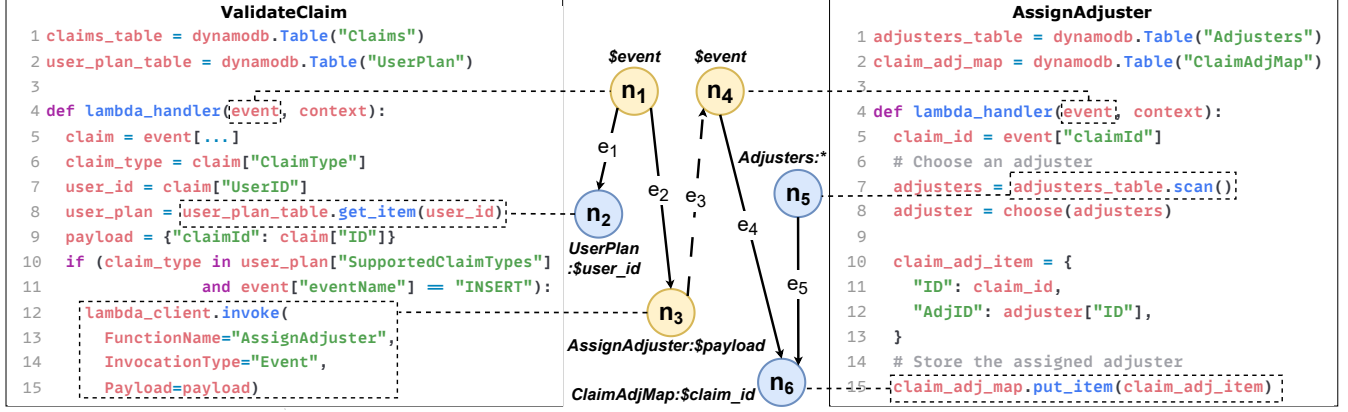 ValidateClaim
1 claims_table = dynamodb.Table("Claims")
2 user_plan_table = dynamodb.Table("UserPlan")
3
4 def lambda_handler(event, context):
5 claim = event[...]
6 claim_type = claim["ClaimType"]
7 user_id = claim["UserID"]
8 user_plan = user_plan_table.get_item(user_id)
9 payload = {"claimId": claim["ID"]}
10 if (claim_type in user_plan["SupportedClaimTypes"]
11 and event["eventName"] == "INSERT"):
12 lambda_client.invoke(
13 FunctionName="AssignAdjuster",
14 InvocationType="Event",
15 Payload=payload)
$event
$event
n1
n4
e1
Adjusters:*
e2
e3
n5
n2
e4
UserPlan
:$user_id
e5
n3
AssignAdjuster:$payload
n6
ClaimAdjMap:$claim_id
AssignAdjuster
1 adjusters_table = dynamodb.Table("Adjusters")
2 claim_adj_map = dynamodb.Table("ClaimAdjMap")
3
4 def lambda_handler(event, context):
5 claim_id = event["claimId"]
6 # Choose an adjuster
7 adjusters = adjusters_table.scan()
8 adjuster = choose(adjusters)
9
10 claim_adj_item = {
11 "ID": claim_id,
12 "AdjID": adjuster["ID"],
13 }
14 # Store the assigned adjuster
15 claim_adj_map.put_item(claim_adj_item)